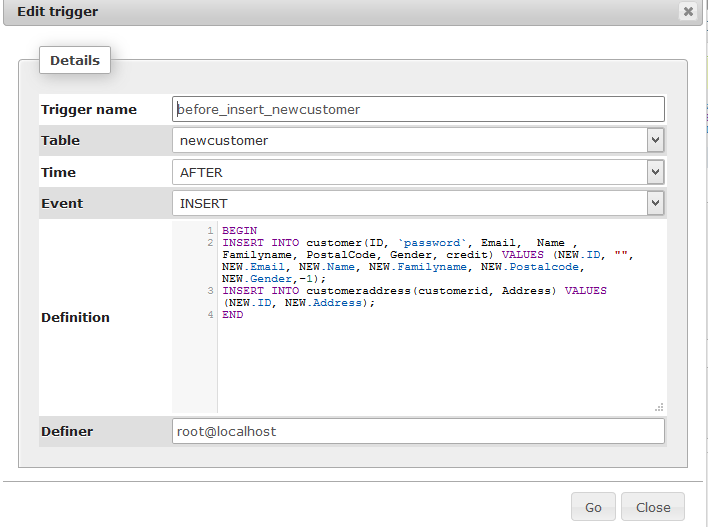 Edit trigger
Details
Trigger name before_insert_newcustomer
Table newcustomer
Time AFTER
Event INSERT
Definition
1 BEGIN
2 INSERT INTO customer(ID, `password`, Email,  Name ,
Familyname, PostalCode, Gender, credit) VALUES (NEW.ID, "",
NEW.Email, NEW.Name, NEW.Familyname, NEW.Postalcode,
NEW.Gender,-1);
3 INSERT INTO customeraddress(customerid, Address) VALUES
(NEW.ID, NEW.Address);
4 END
Definer root@localhost
Go Close